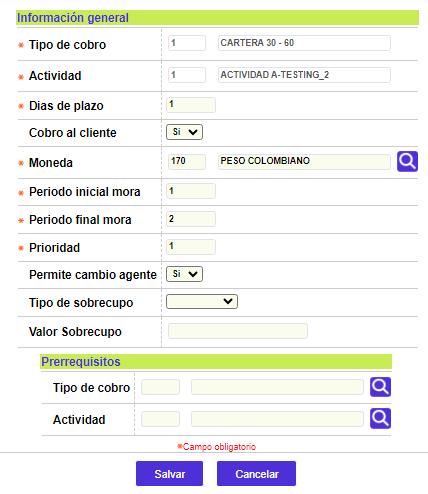 Información general
* Tipo de cobro 1 CARTERA 30 - 60
* Actividad 1 ACTIVIDAD A-TESTING_2
* Dias de plazo 1
Cobro al cliente Si
* Moneda 170 PESO COLOMBIANO
* Periodo inicial mora 1
* Periodo final mora 2
* Prioridad 1
Permite cambio agente Si
Tipo de sobrecupo
Valor Sobrecupo
Prerrequisitos
Tipo de cobro
Actividad
*Campo obligatorio
Salvar Cancelar